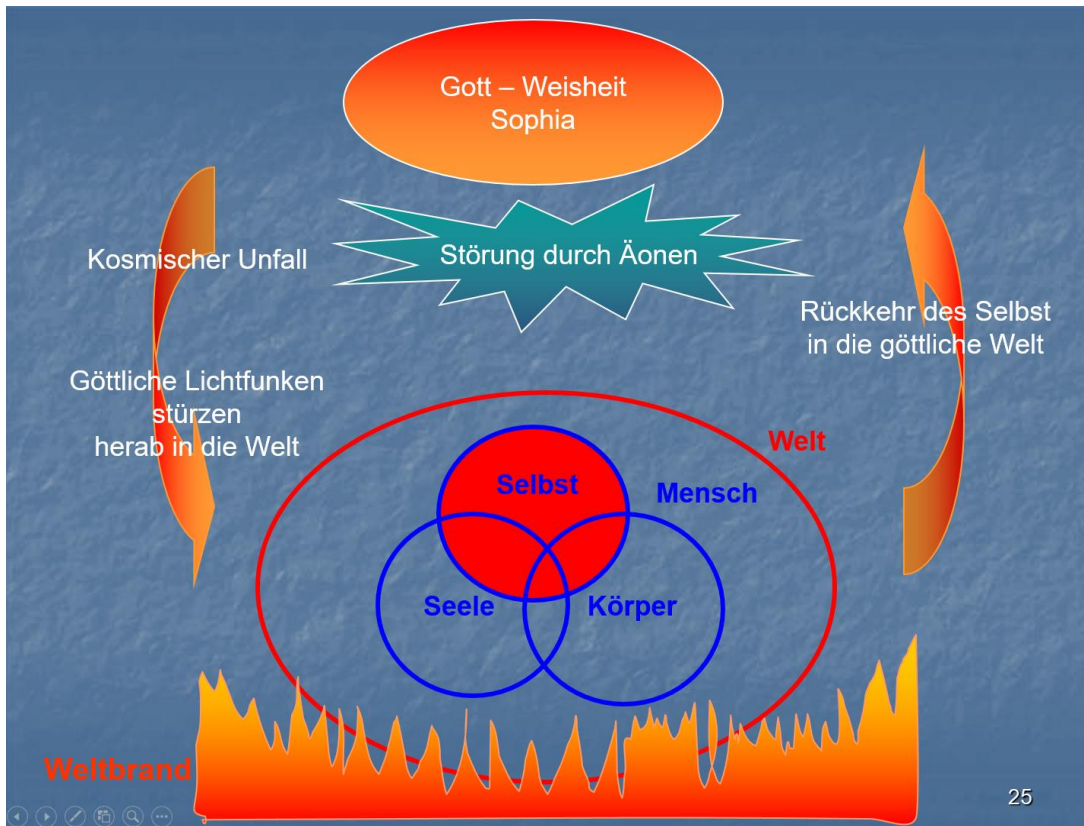 Gott – Weisheit
Sophia
Störung durch Äonen
Kosmischer Unfall
Göttliche Lichtfunken
stürzen
herab in die Welt
Rückkehr des Selbst
in die göttliche Welt
Welt
Selbst
Mensch
Seele
Körper
Weltbrand
25